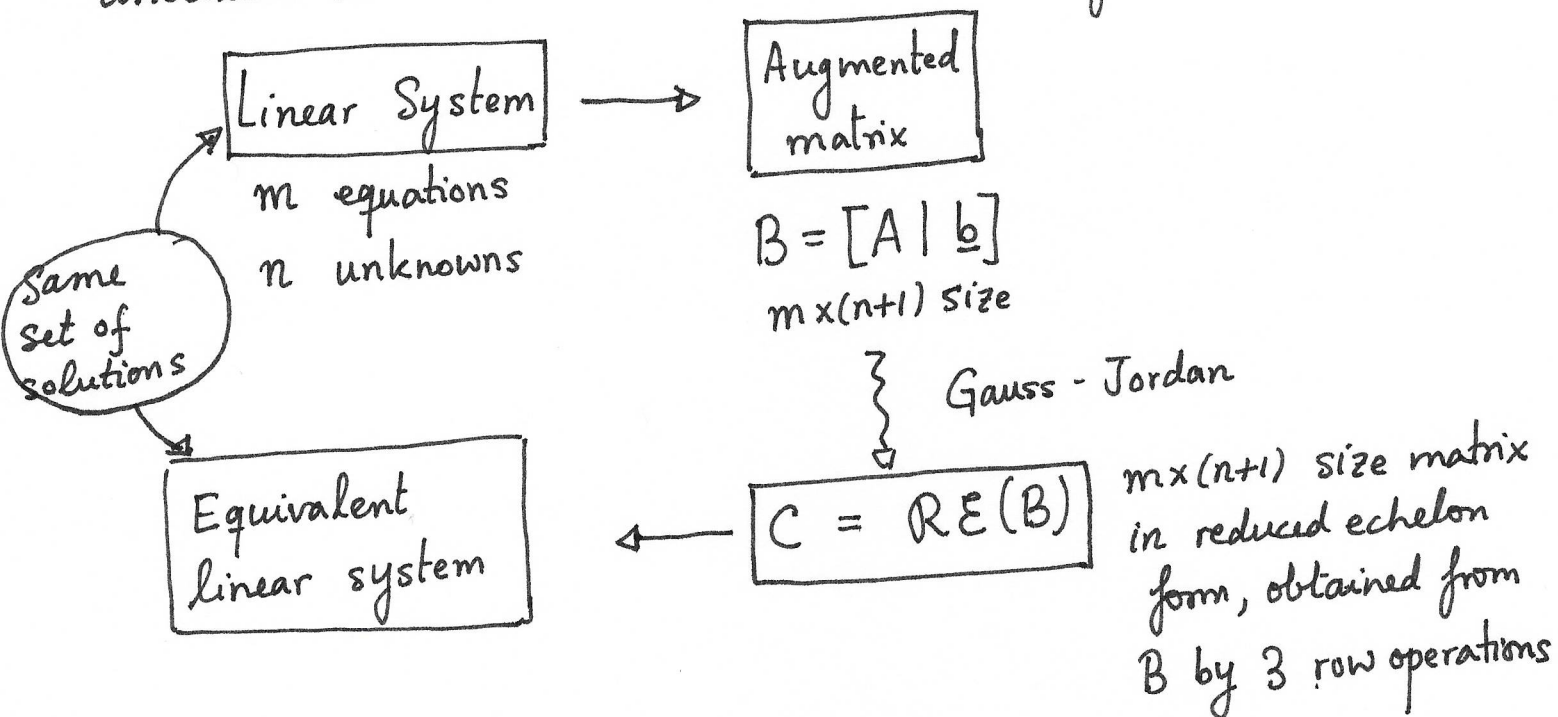 Linear System
m equations
n unknowns
Augmented
matrix
B = [A | b]
m x (n+1) size
Same
set of
solutions
Gauss - Jordan
Equivalent
linear system
C = RE(B)
m x (n+1) size matrix
in reduced echelon
form, obtained from
B by 3 row operations